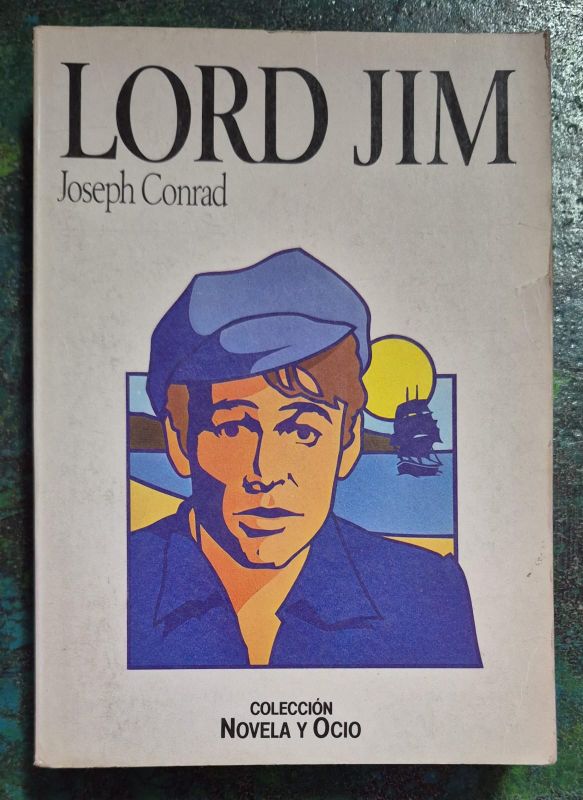 LORD JIM
Joseph Conrad
COLECCIÓN
NOVELA Y OCIO